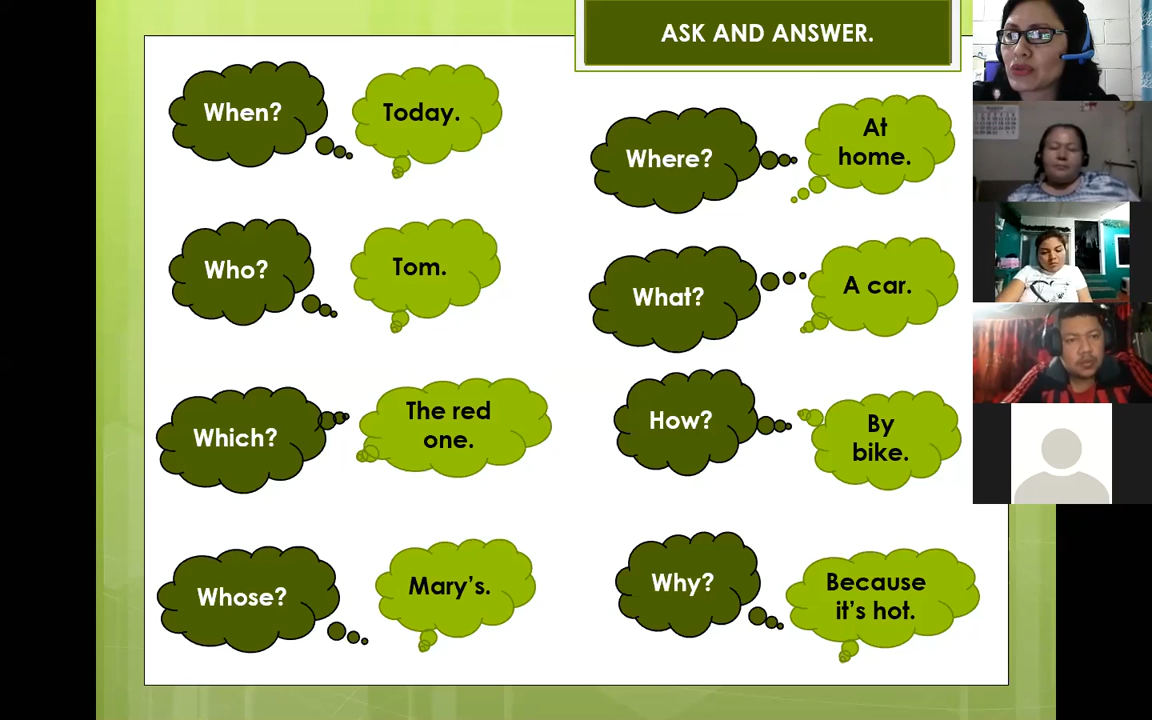 ASK AND ANSWER.
When?
Today.
Where?
At
home.
Who?
Tom.
What?
A car.
Which?
The red
one.
How?
By
bike.
Whose?
Mary's.
Why?
Because
it's hot.